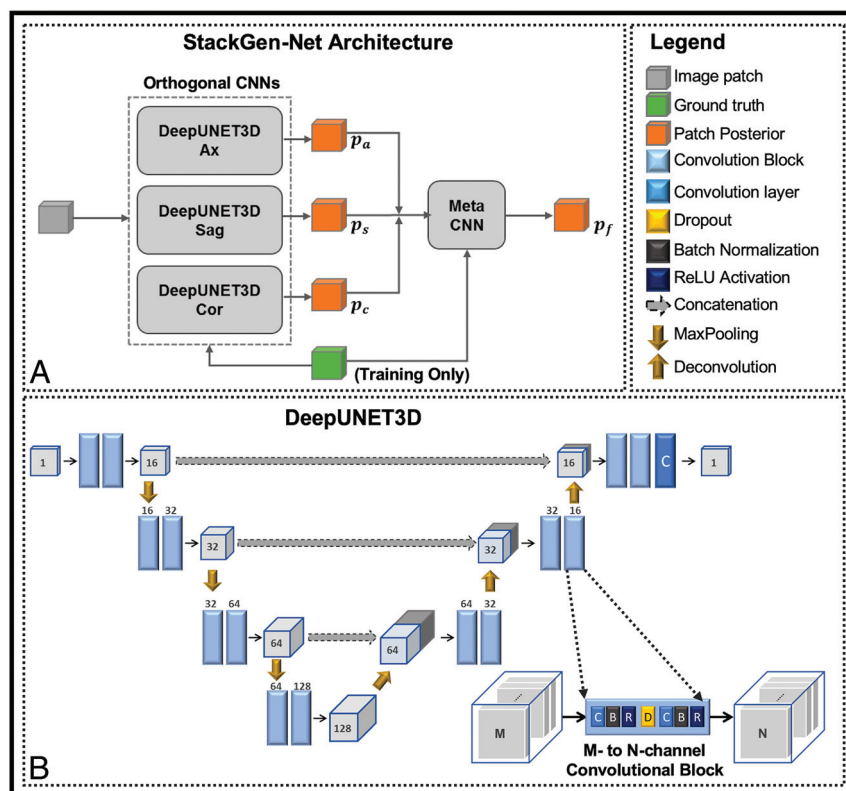 StackGen-Net Architecture
Orthogonal CNNs
DeepUNET3D
Ax
p_a
DeepUNET3D
Sag
p_s
Meta
CNN
p_f
DeepUNET3D
Cor
p_c
(Training Only)
A
Legend
Image patch
Ground truth
Patch Posterior
Convolution Block
Convolution layer
Dropout
Batch Normalization
ReLU Activation
Concatenation
MaxPooling
Deconvolution
DeepUNET3D
1
16
16
C
1
16 32
32
32
32 16
32 64
64
64
64 32
64 128
128
M
C B R D C B R
N
M- to N-channel
Convolutional Block
B